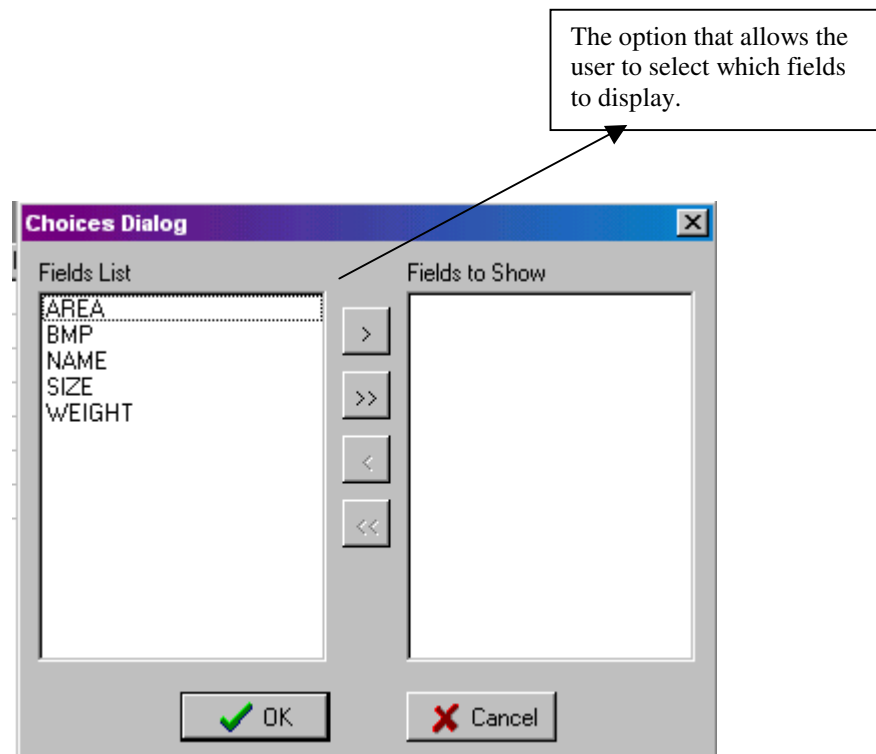 The option that allows the
user to select which fields
to display.
Choices Dialog
Fields List
Fields to Show
AREA
BMP
NAME
SIZE
WEIGHT
>
>>
<
<<
OK
Cancel